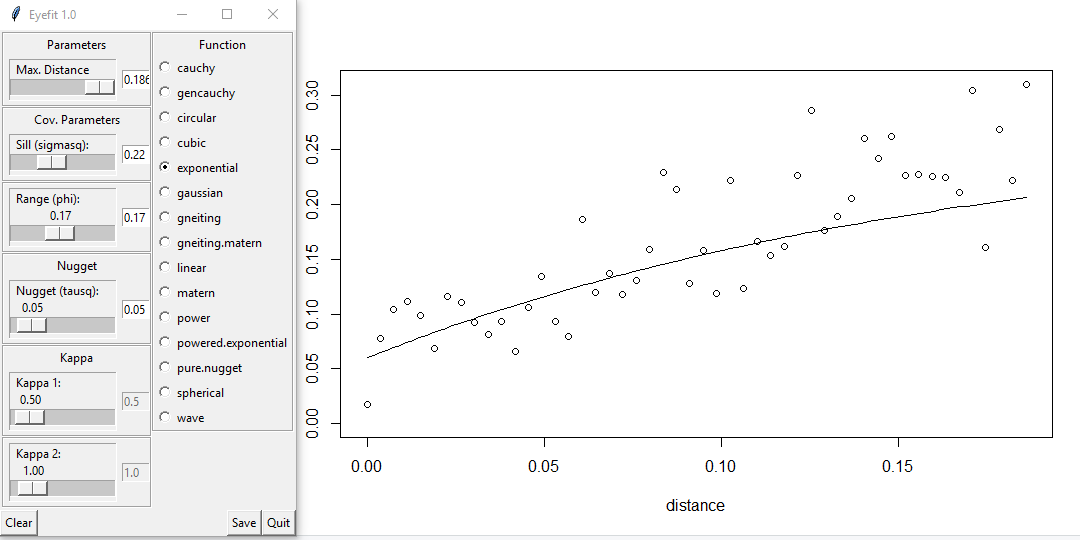 Eyefit 1.0
Parameters
Max. Distance
0.186
Cov. Parameters
Sill (sigmasq):
0.22
Range (phi):
0.17
0.17
Nugget
Nugget (tausq):
0.05
0.05
Kappa
Kappa 1:
0.50
0.5
Kappa 2:
1.00
1.0
Clear
Save
Quit
Function
cauchy
gencauchy
circular
cubic
exponential
gaussian
gneiting
gneiting.matern
linear
matern
power
powered.exponential
pure.nugget
spherical
wave
0.30
0.25
0.20
0.15
0.10
0.05
0.00
0.00 0.05 0.10 0.15
distance